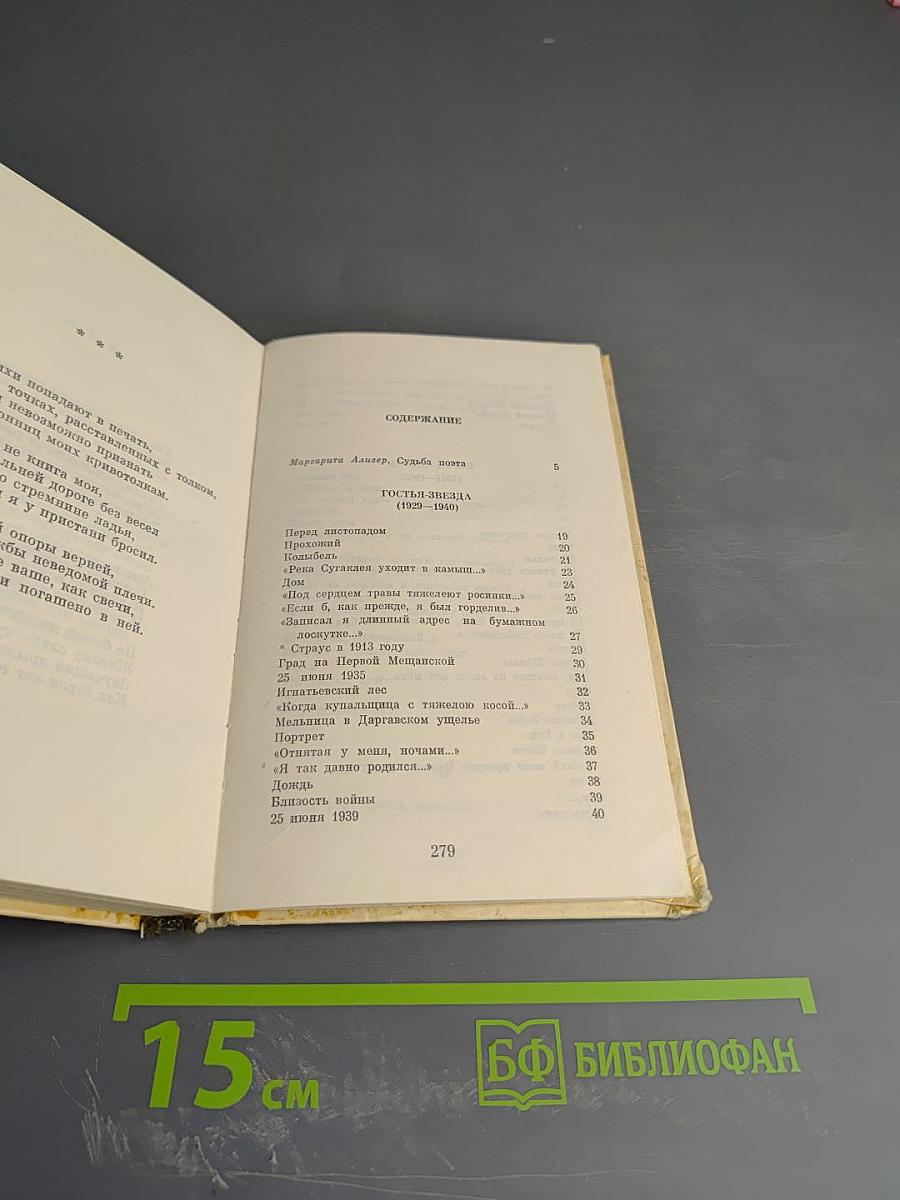 * * *
попадают в печать,
точках, расставленных с толком,
невозможно признать
моих кривотолкам.
не книга моя,
дороге без весел
стремнине ладья,
я у пристани бросил.
опоры верней,
неведомой плечи.
ваше, как свечи,
погашено в ней.
СОДЕРЖАНИЕ
Маргарита Алигер. Судьба поэта 5
ГОСТЬЯ-ЗВЕЗДА
(1929—1940)
Перед листопадом 19
Прохожий 20
Колыбель 21
«Река Сугаклея уходит в камыш...» 23
Дом 24
«Под сердцем травы тяжелеют росинки...» 25
«Если б, как прежде, я был горделив...» 26
«Записал я длинный адрес на бумажном
лоскутке...» 27
* Страус в 1913 году 29
Град на Первой Мещанской 30
25 июня 1935 31
Игнатьевский лес 32
«Когда купальщица с тяжелою косой...» 33
Мельница в Даргавском ущелье 34
Портрет 35
«Отнятая у меня, ночами...» 36
* «Я так давно родился...» 37
Дождь 38
Близость войны 39
25 июня 1939 40
279
15 см
БФ БИБЛИОФАН